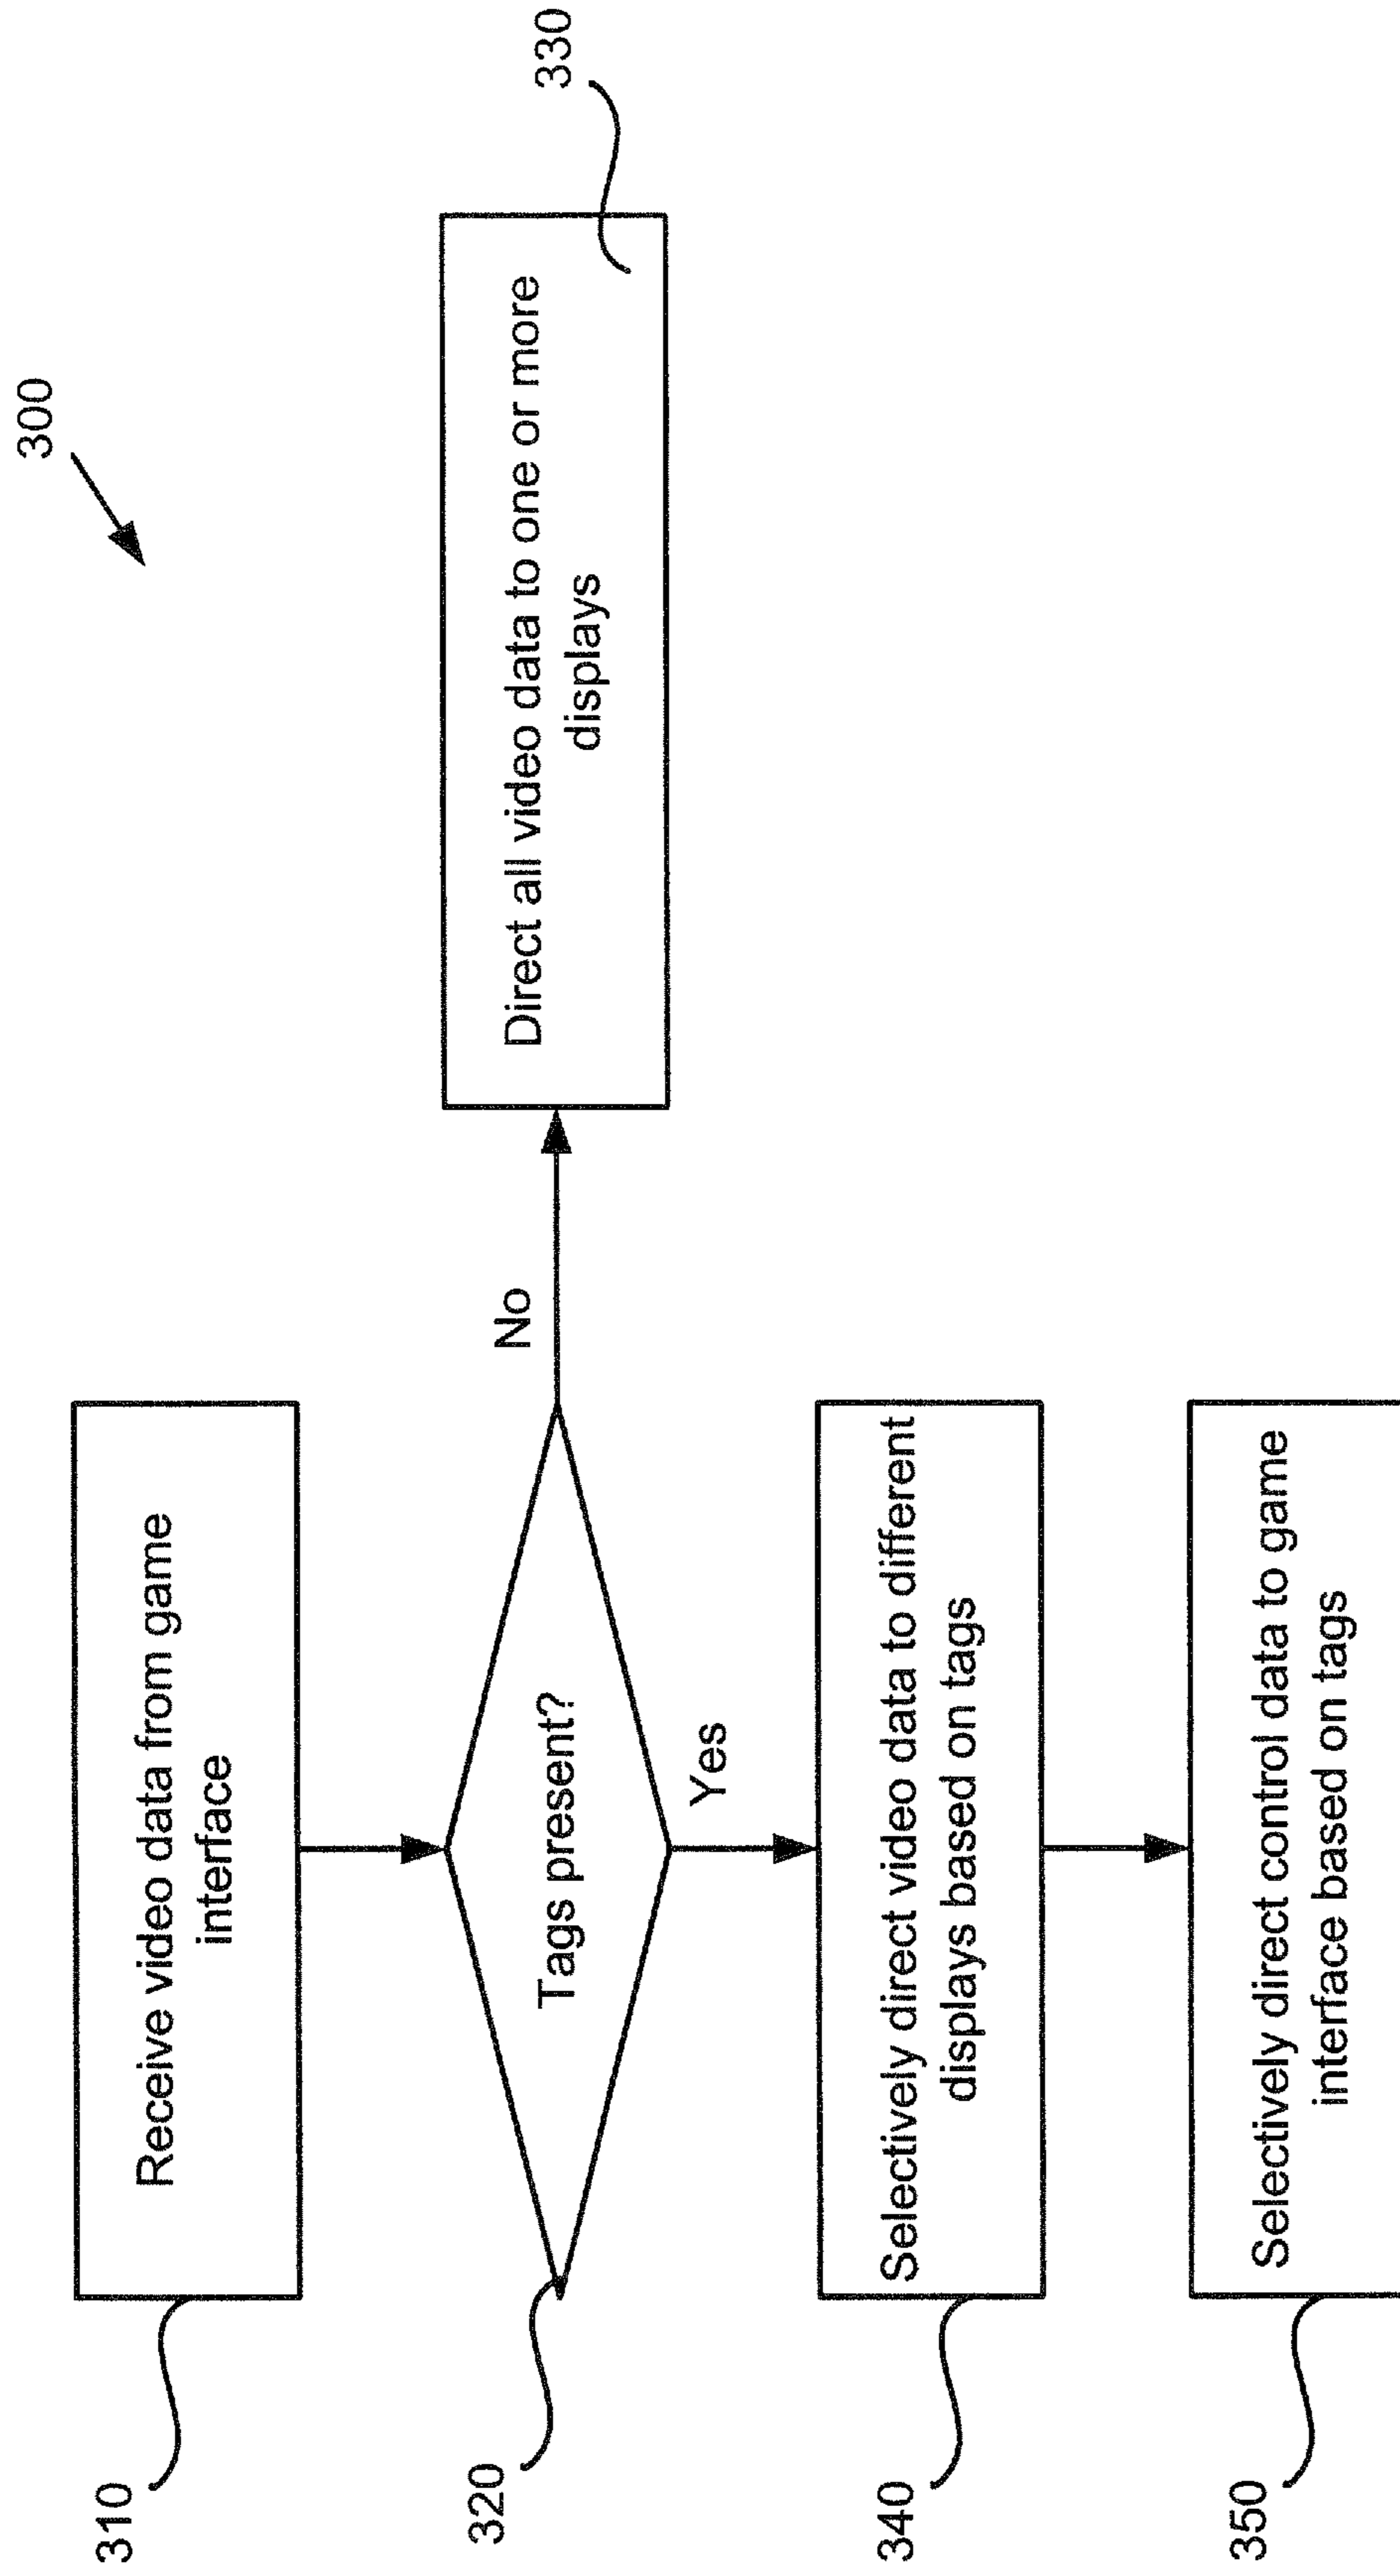 300
310
Receive video data from game
interface
320
Tags present?
No
Direct all video data to one or more
displays
330
Yes
340
Selectively direct video data to different
displays based on tags
350
Selectively direct control data to game
interface based on tags